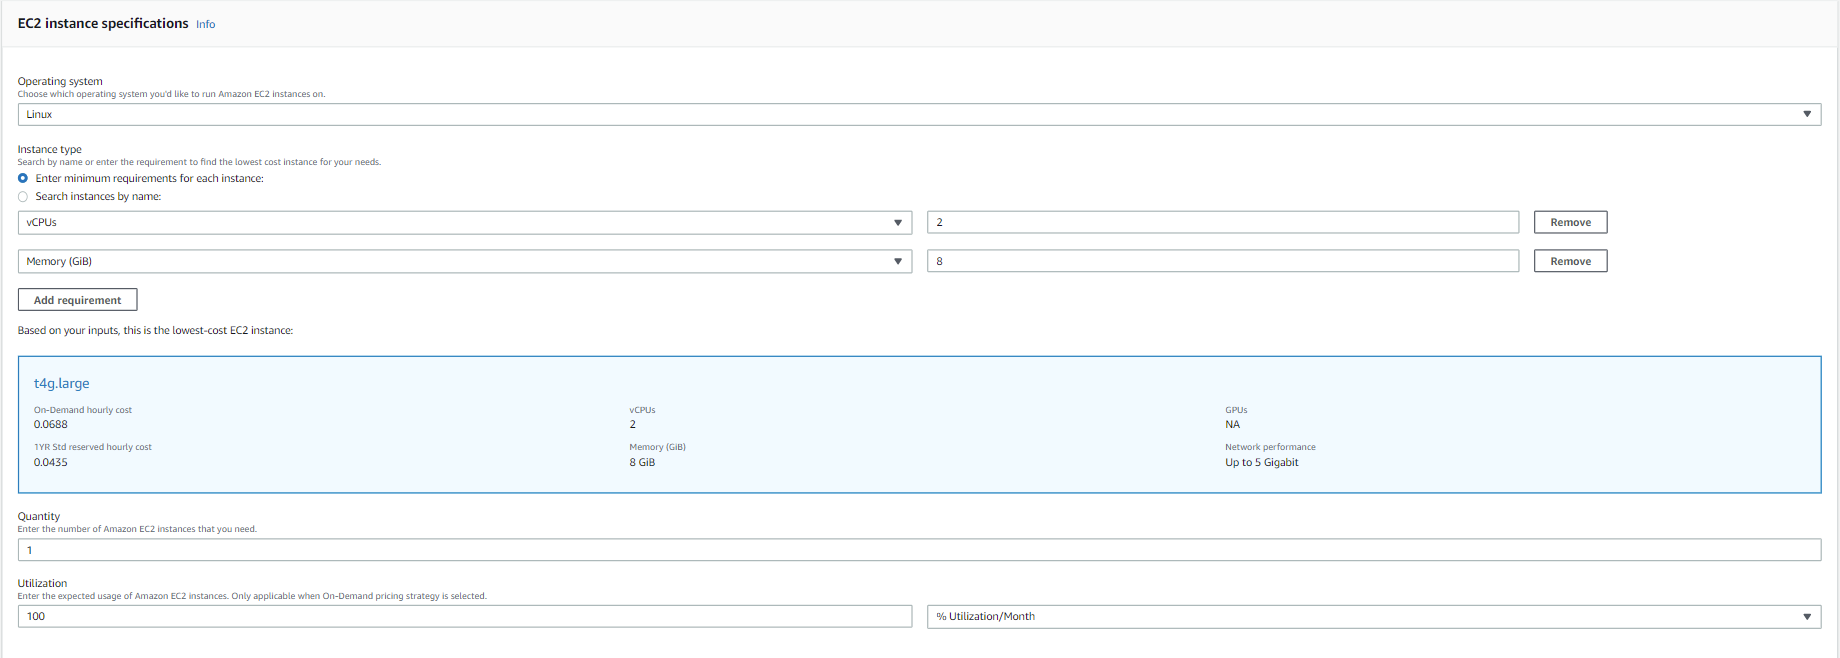 EC2 instance specifications Info
Operating system
Choose which operating system you'd like to run Amazon EC2 instances on.
Linux
Instance type
Search by name or enter the requirement to find the lowest cost instance for your needs.
Enter minimum requirements for each instance:
Search instances by name:
vCPUs 2 Remove
Memory (GiB) 8 Remove
Add requirement
Based on your inputs, this is the lowest-cost EC2 instance:
t4g.large
On-Demand hourly cost vCPUs GPUs
0.0688 2 NA
1YR Std reserved hourly cost Memory (GiB) Network performance
0.0435 8 GiB Up to 5 Gigabit
Quantity
Enter the number of Amazon EC2 instances that you need.
1
Utilization
Enter the expected usage of Amazon EC2 instances. Only applicable when On-Demand pricing strategy is selected.
100 % Utilization/Month